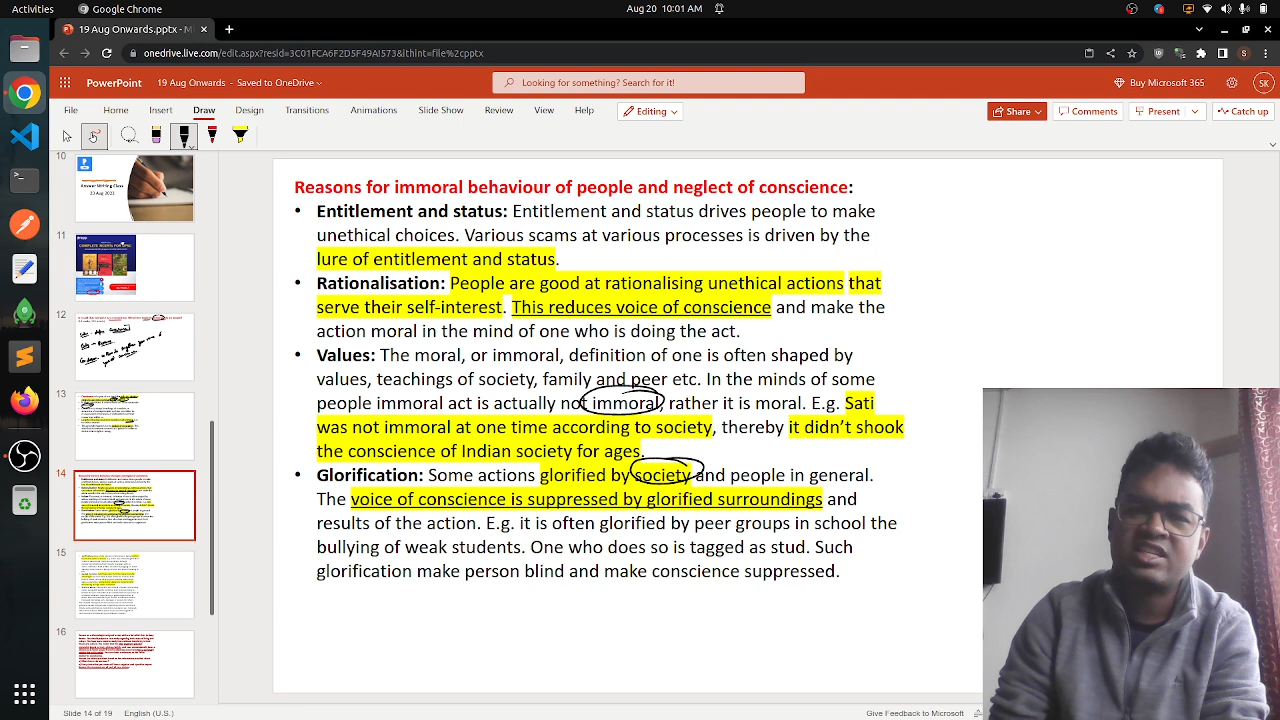 Activities
Google Chrome
Aug 20 10:01 AM
19 Aug Onwards.pptx - Mi
onedrive.live.com/edit.aspx?resid=3C01FCA6F2D5F49A!573&ithint=file%2cpptx
PowerPoint
19 Aug Onwards - Saved to OneDrive
Looking for something? Search for it!
Buy Microsoft 365
SK
File Home Insert Draw Design Transitions Animations Slide Show Review View Help
Editing
Share
Comments
Present
Catch up
10
Answer Writing Class
11
12
13
14
15
16
Reasons for immoral behaviour of people and neglect of conscience:
• Entitlement and status: Entitlement and status drives people to make
unethical choices. Various scams at various processes is driven by the
lure of entitlement and status.
• Rationalisation: People are good at rationalising unethical actions that
serve their self-interest. This reduces voice of conscience and make the
action moral in the mind of one who is doing the act.
• Values: The moral, or immoral, definition of one is often shaped by
values, teachings of society, family and peer etc. In the minds of some
people immoral act is actually not immoral, rather it is moral. E.g. Sati
was not immoral at one time according to society, thereby it didn't shook
the conscience of Indian society for ages.
• Glorification: Some actions glorified by society and people in general.
The voice of conscience is suppressed by glorified surroundings and
results of the action. E.g. it is often glorified by peer groups in school the
bullying of weak students. One who does so is tagged as stud. Such
glorification make person blind and make conscience suppressed.
Slide 14 of 19
English (U.S.)
Give Feedback to Microsoft